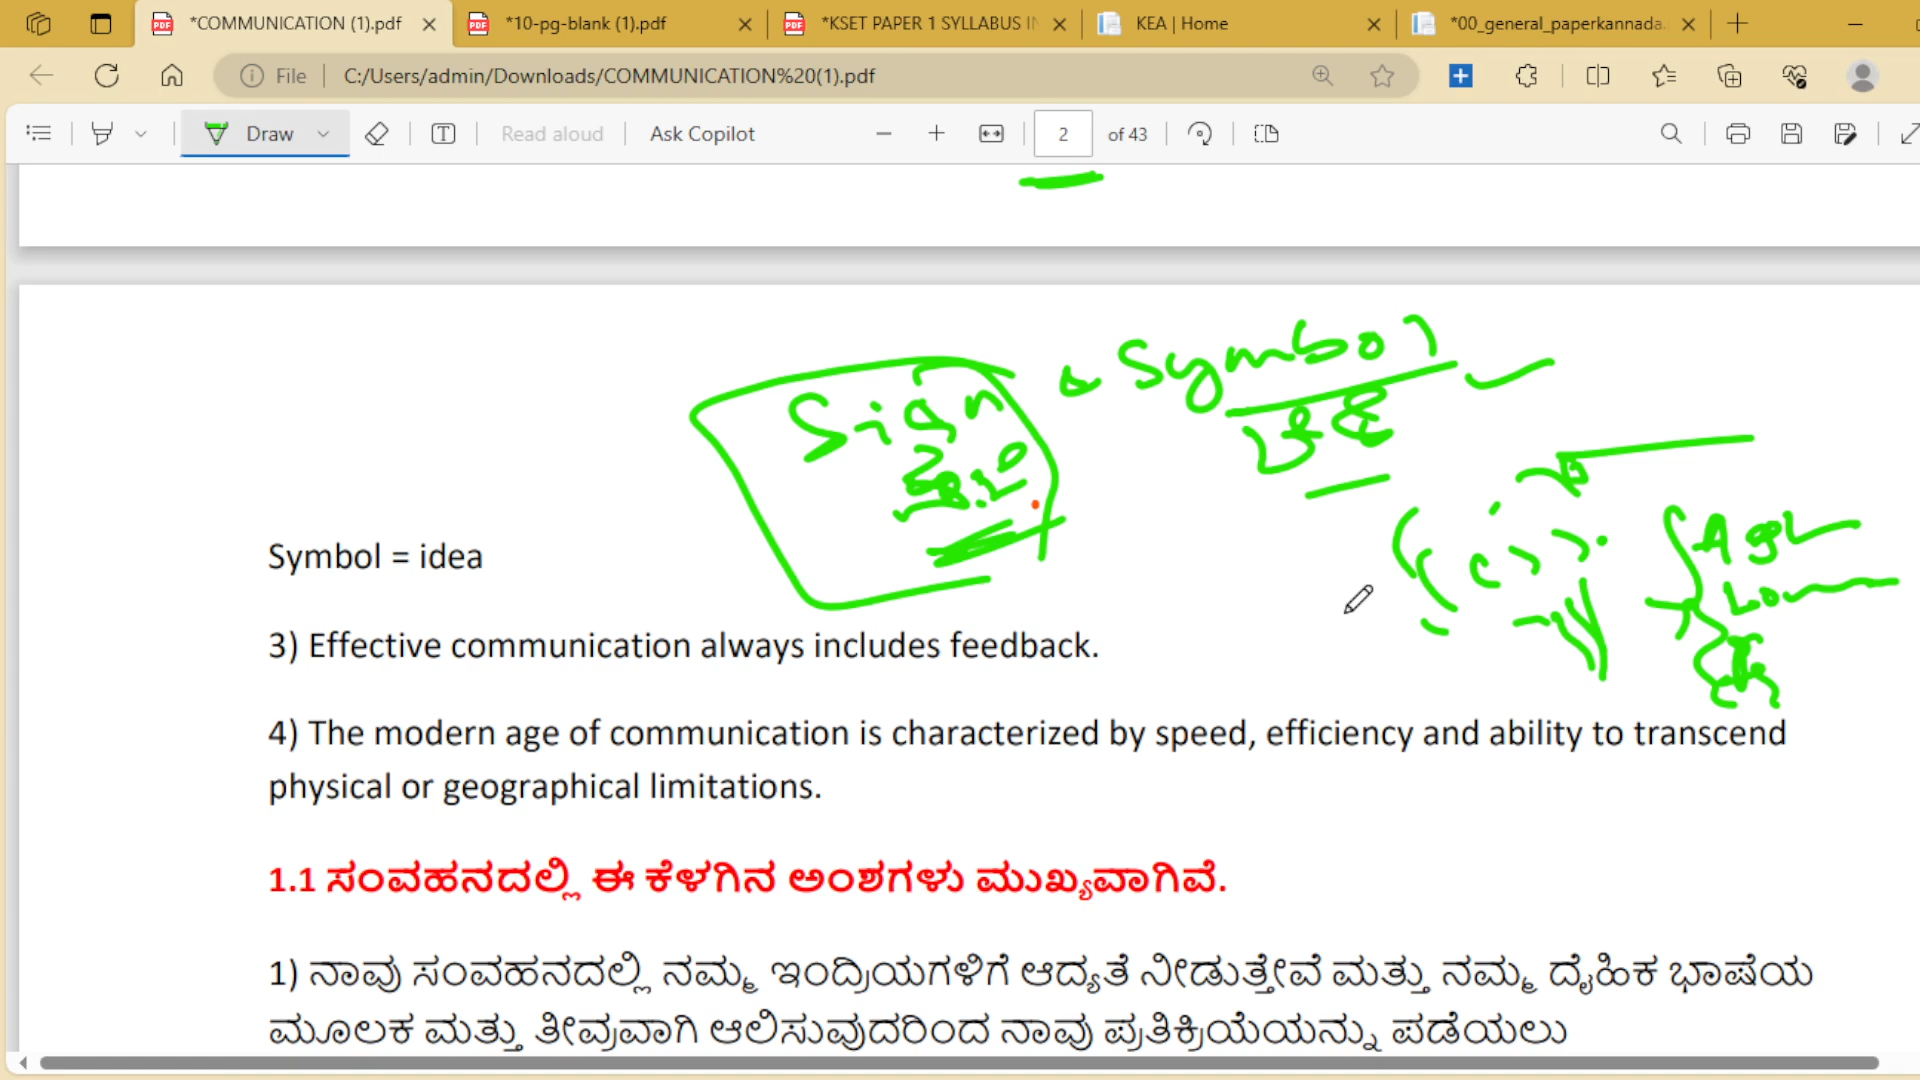 *COMMUNICATION (1).pdf
*10-pg-blank (1).pdf
*KSET PAPER 1 SYLLABUS IN
KEA | Home
*00_general_paperkannada.
File
C:/Users/admin/Downloads/COMMUNICATION%20(1).pdf
Draw
Read aloud
Ask Copilot
2 of 43
Sign Symbol
Symbol = idea
3) Effective communication always includes feedback.
4) The modern age of communication is characterized by speed, efficiency and ability to transcend
physical or geographical limitations.
1.1 ಸಂವಹನದಲ್ಲಿ ಈ ಕೆಳಗಿನ ಅಂಶಗಳು ಮುಖ್ಯವಾಗಿವೆ.
1) ನಾವು ಸಂವಹನದಲ್ಲಿ ನಮ್ಮ ಇಂದ್ರಿಯಗಳಿಗೆ ಆದ್ಯತೆ ನೀಡುತ್ತೇವೆ ಮತ್ತು ನಮ್ಮ ದೈಹಿಕ ಭಾಷೆಯ
ಮೂಲಕ ಮತ್ತು ತೀವ್ರವಾಗಿ ಆಲಿಸುವುದರಿಂದ ನಾವು ಪ್ರತಿಕ್ರಿಯೆಯನ್ನು ಪಡೆಯಲು